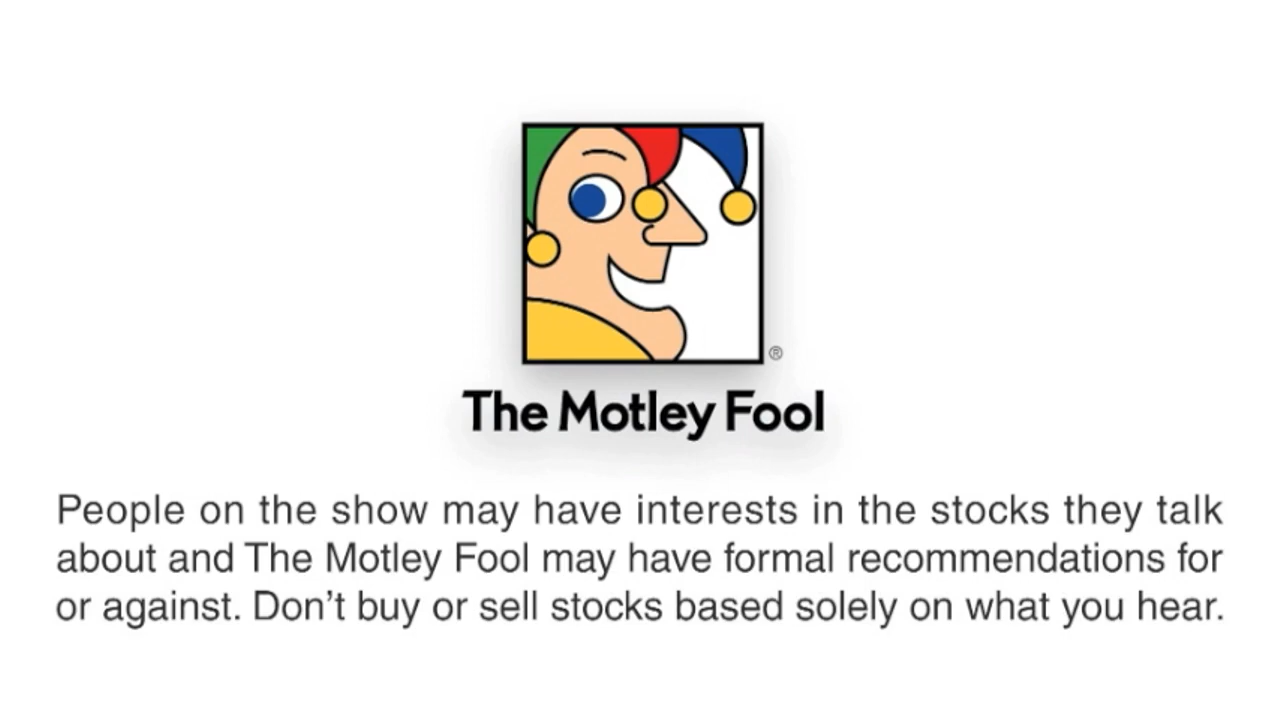 ®
The Motley Fool
People on the show may have interests in the stocks they talk
about and The Motley Fool may have formal recommendations for
or against. Don’t buy or sell stocks based solely on what you hear.